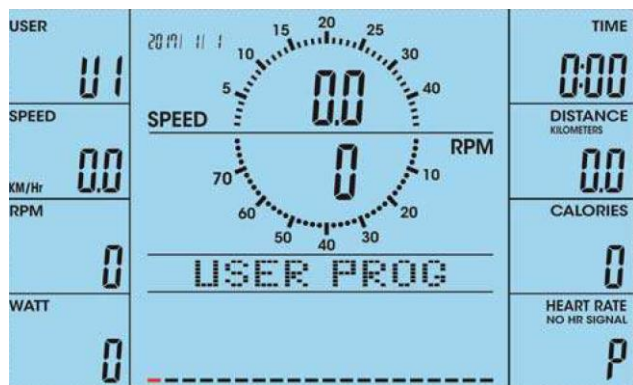 USER
U1
SPEED
KM/Hr 0.0
RPM
0
WATT
0
2017/ 1/ 1
5 10 15 20 25 30 40
SPEED 0.0
0 RPM
70 60 50 40 30 20 10
USER PROG
TIME
0:00
DISTANCE
KILOMETERS
0.0
CALORIES
0
HEART RATE
NO HR SIGNAL
P